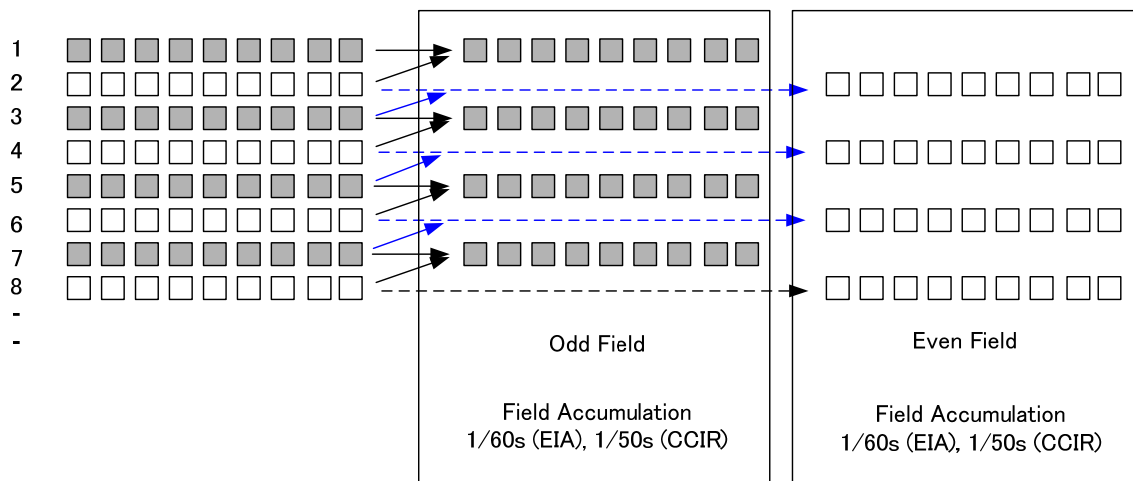 1
2
3
4
5
6
7
8
-
-
Odd Field
Even Field
Field Accumulation
1/60s (EIA), 1/50s (CCIR)
Field Accumulation
1/60s (EIA), 1/50s (CCIR)